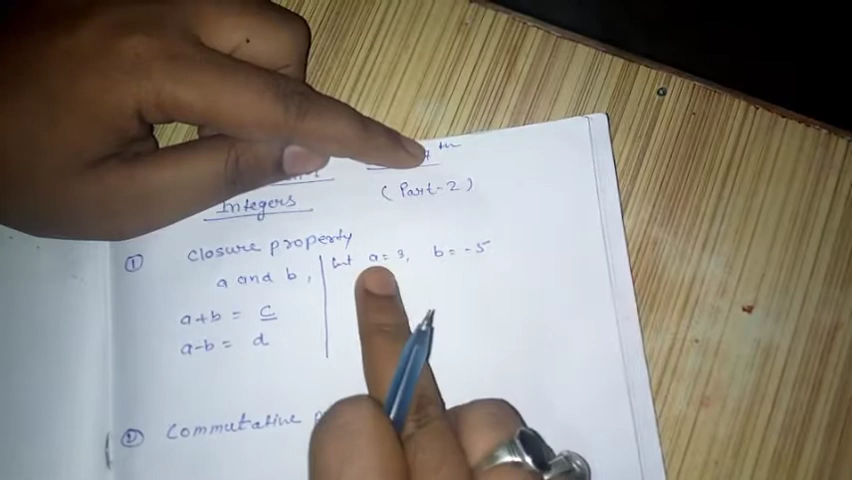 (Part-2)
Integers
① Closure property
a and b,
a+b = c
a-b = d
Let a = 3, b = -5
② Commutative